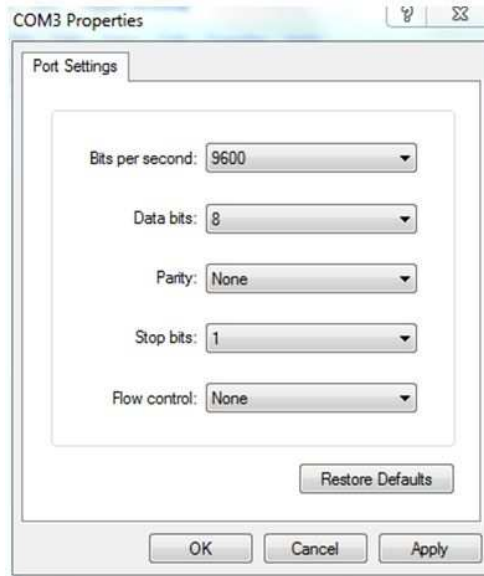 COM3 Properties
Port Settings
Bits per second: 9600
Data bits: 8
Parity: None
Stop bits: 1
Flow control: None
Restore Defaults
OK Cancel Apply